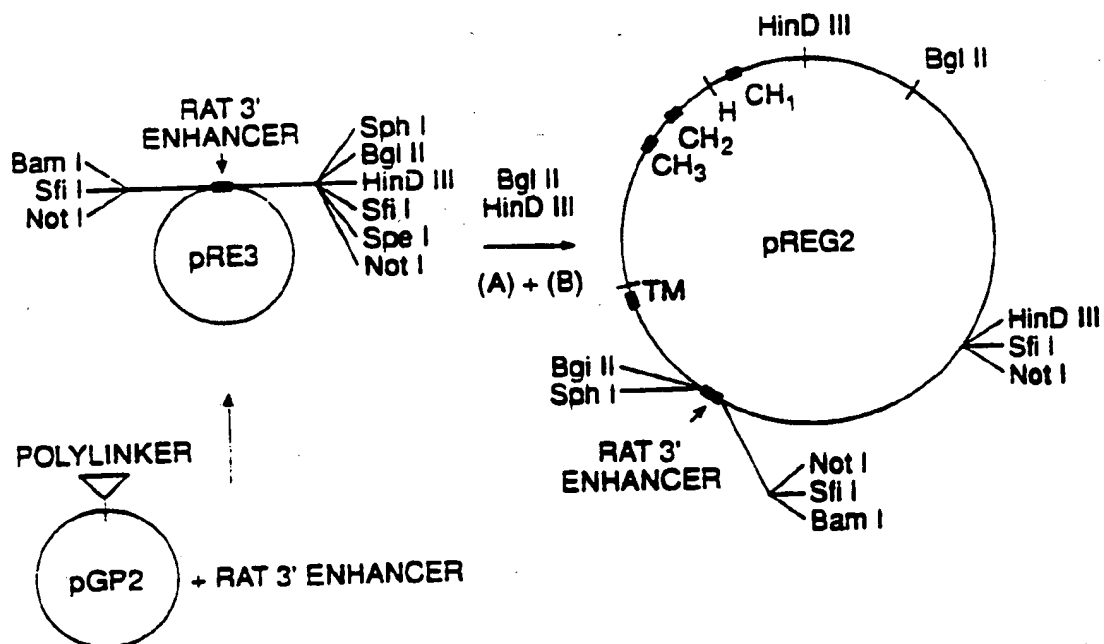 RAT 3'
ENHANCER
Bam I
Sfi I
Not I
Sph I
Bgl II
HinD III
Sfi I
Spe I
Not I
pRE3
Bgl II
HinD III
(A) + (B)
POLYLINKER
pGP2
+ RAT 3' ENHANCER
HinD III
Bgl II
CH1
H
CH2
CH3
pREG2
TM
HinD III
Sfi I
Not I
Bgi II
Sph I
RAT 3'
ENHANCER
Not I
Sfi I
Bam I